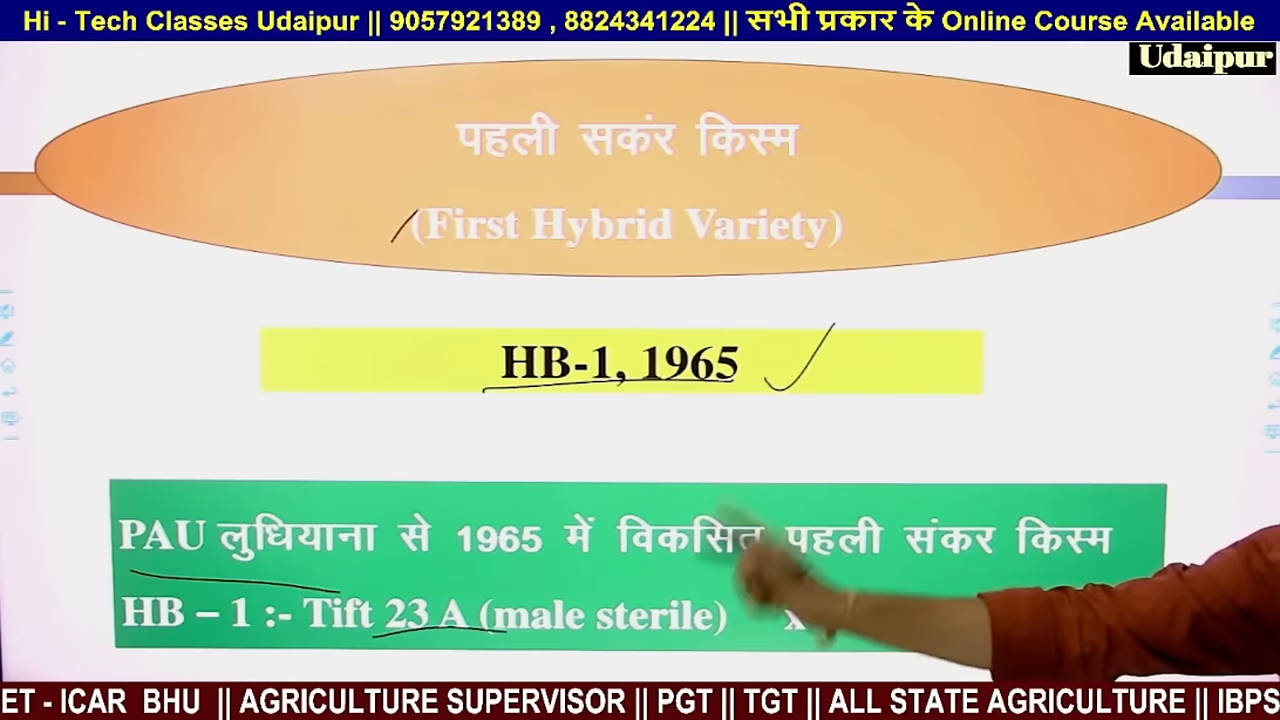 Hi - Tech Classes Udaipur || 9057921389 , 8824341224 || सभी प्रकार के Online Course Available
Udaipur
पहली सकंर किस्म
(First Hybrid Variety)
HB-1, 1965
PAU लुधियाना से 1965 में विकसित पहली संकर किस्म
HB – 1 :- Tift 23 A (male sterile) x
ET - ICAR BHU || AGRICULTURE SUPERVISOR || PGT || TGT || ALL STATE AGRICULTURE || IBPS